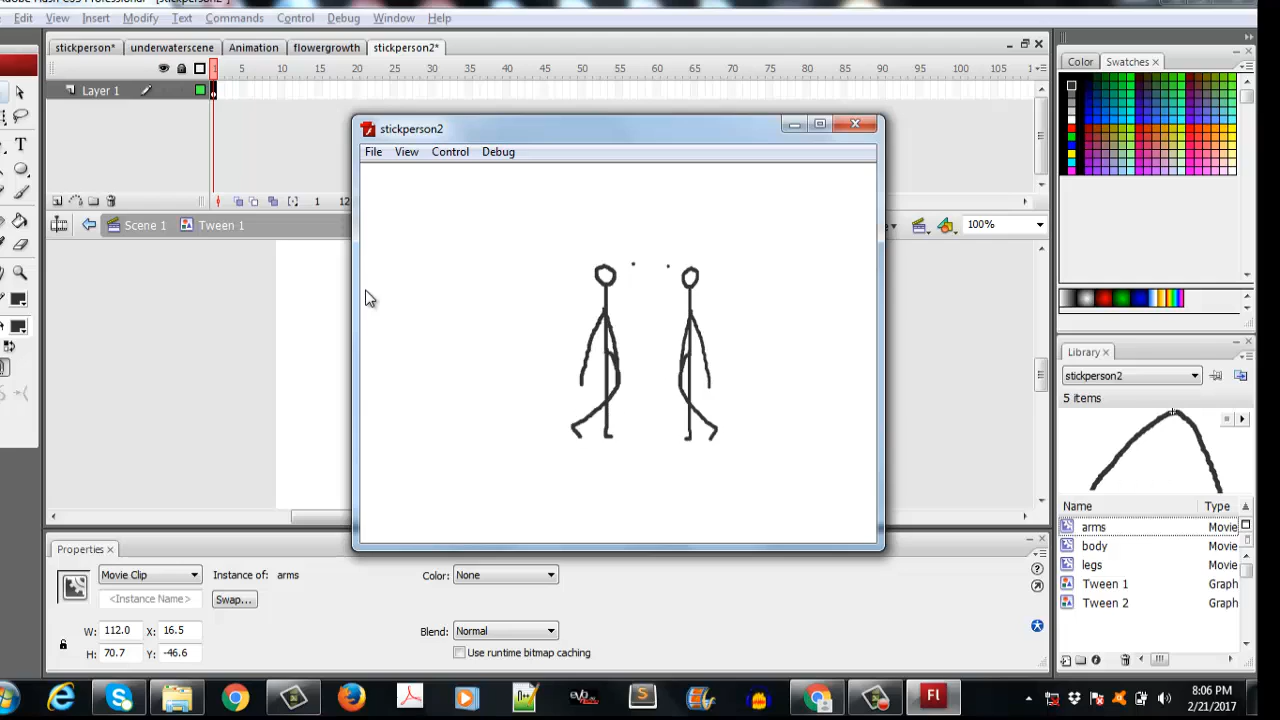 Edit View Insert Modify Text Commands Control Debug Window Help
stickperson* underwaterscene Animation flowergrowth stickperson2*
1 5 10 15 20 25 30 35 40 45 50 55 60 65 70 75 80 85 90 95 100 105
Layer 1
1
Scene 1 Tween 1 100%
stickperson2
File View Control Debug
Color Swatches
Library
stickperson2
5 items
Name Type
arms Movie
body Movie
legs Movie
Tween 1 Graph
Tween 2 Graph
Properties
Movie Clip Instance of: arms Color: None
<Instance Name> Swap...
W: 112.0 X: 16.5 Blend: Normal
H: 70.7 Y: -46.6 Use runtime bitmap caching
Fl
8:06 PM
2/21/2017